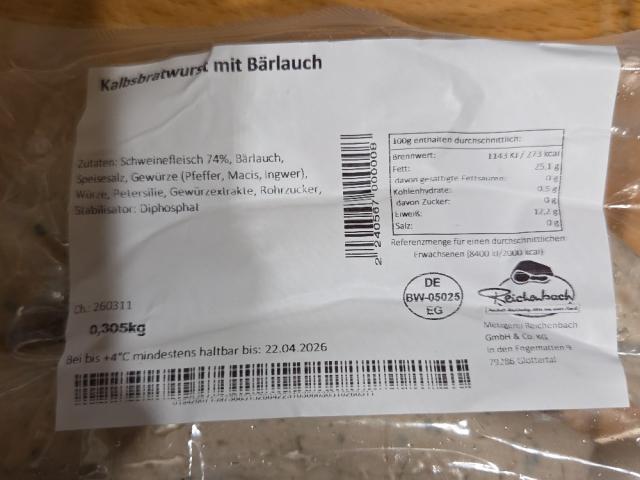 Kalbsbratwurst mit Bärlauch
Zutaten: Schweinefleisch 74%, Bärlauch,
Speisesalz, Gewürze (Pfeffer, Macis, Ingwer),
Würze, Petersilie, Gewürzextrakte, Rohrzucker,
Stabilisator: Diphosphat
2 240567 000008
100g enthalten durchschnittlich:
Brennwert: 1143 KJ / 273 kcal
Fett: 25,1 g
davon gesättigte Fettsäuren: 0 g
Kohlenhydrate: 0,5 g
davon Zucker: 0 g
Eiweiß: 12,2 g
Salz: 0 g
Referenzmenge für einen durchschnittlichen
Erwachsenen (8400 kJ/2000 kcal)
DE
BW-05025
EG
Reichenbach
Metzgerei Reichenbach
GmbH & Co. KG
In den Engematten 9
79286 Glottertal
Ch.: 260311
0,305kg
Bei bis +4°C mindestens haltbar bis: 22.04.2026